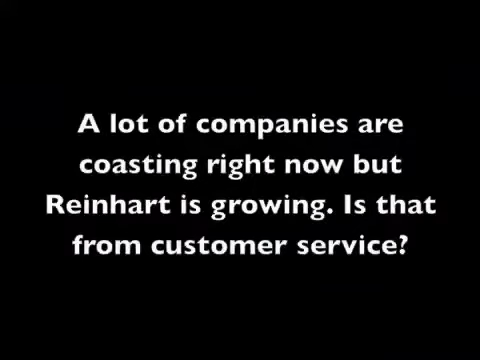 A lot of companies are
coasting right now but
Reinhart is growing. Is that
from customer service?